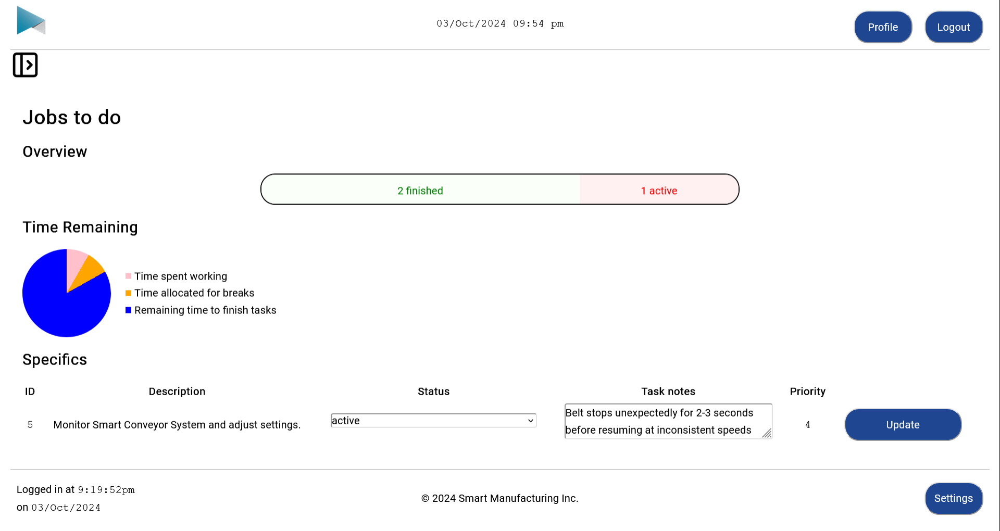 03/Oct/2024 09:54 pm
Profile
Logout
Jobs to do
Overview
2 finished
1 active
Time Remaining
Time spent working
Time allocated for breaks
Remaining time to finish tasks
Specifics
ID Description Status Task notes Priority
5 Monitor Smart Conveyor System and adjust settings. active Belt stops unexpectedly for 2-3 seconds
before resuming at inconsistent speeds
4 Update
Logged in at 9:19:52pm
on 03/Oct/2024
© 2024 Smart Manufacturing Inc.
Settings